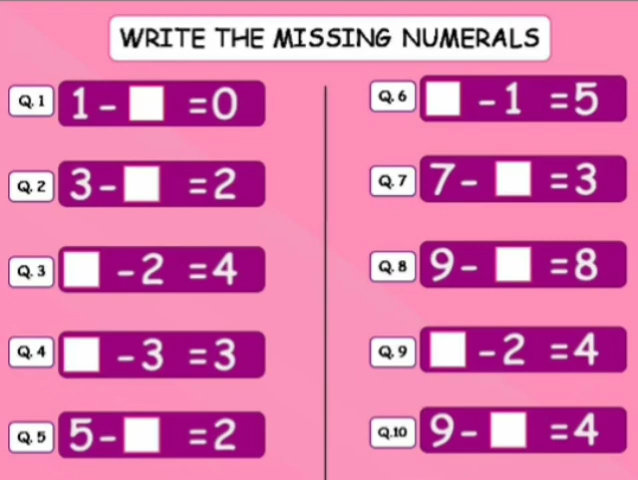 WRITE THE MISSING NUMERALS
Q. 1 1 - □ = 0
Q. 2 3 - □ = 2
Q. 3 □ - 2 = 4
Q. 4 □ - 3 = 3
Q. 5 5 - □ = 2
Q. 6 □ - 1 = 5
Q. 7 7 - □ = 3
Q. 8 9 - □ = 8
Q. 9 □ - 2 = 4
Q.10 9 - □ = 4